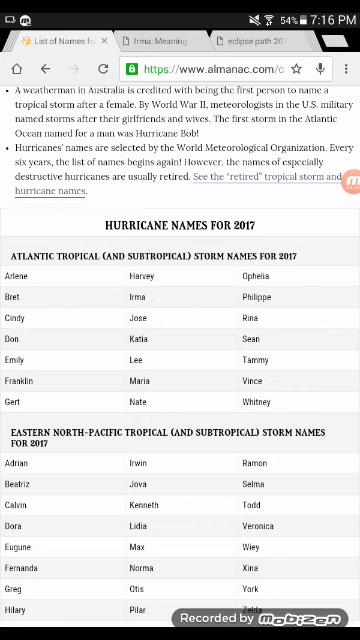 54% 7:16 PM
List of Names fo
Irma: Meaning
eclipse path 201
https://www.almanac.com/c
A weatherman in Australia is credited with being the first person to name a
tropical storm after a female. By World War II, meteorologists in the U.S. military
named storms after their girlfriends and wives. The first storm in the Atlantic
Ocean named for a man was Hurricane Bob!
Hurricanes' names are selected by the World Meteorological Organization. Every
six years, the list of names begins again! However, the names of especially
destructive hurricanes are usually retired. See the "retired" tropical storm and
hurricane names.
HURRICANE NAMES FOR 2017
ATLANTIC TROPICAL (AND SUBTROPICAL) STORM NAMES FOR 2017
Arlene Harvey Ophelia
Bret Irma Philippe
Cindy Jose Rina
Don Katia Sean
Emily Lee Tammy
Franklin Maria Vince
Gert Nate Whitney
EASTERN NORTH-PACIFIC TROPICAL (AND SUBTROPICAL) STORM NAMES
FOR 2017
Adrian Irwin Ramon
Beatriz Jova Selma
Calvin Kenneth Todd
Dora Lidia Veronica
Eugune Max Wiey
Fernanda Norma Xina
Greg Otis York
Hilary Pilar Zelda
Recorded by mobizen